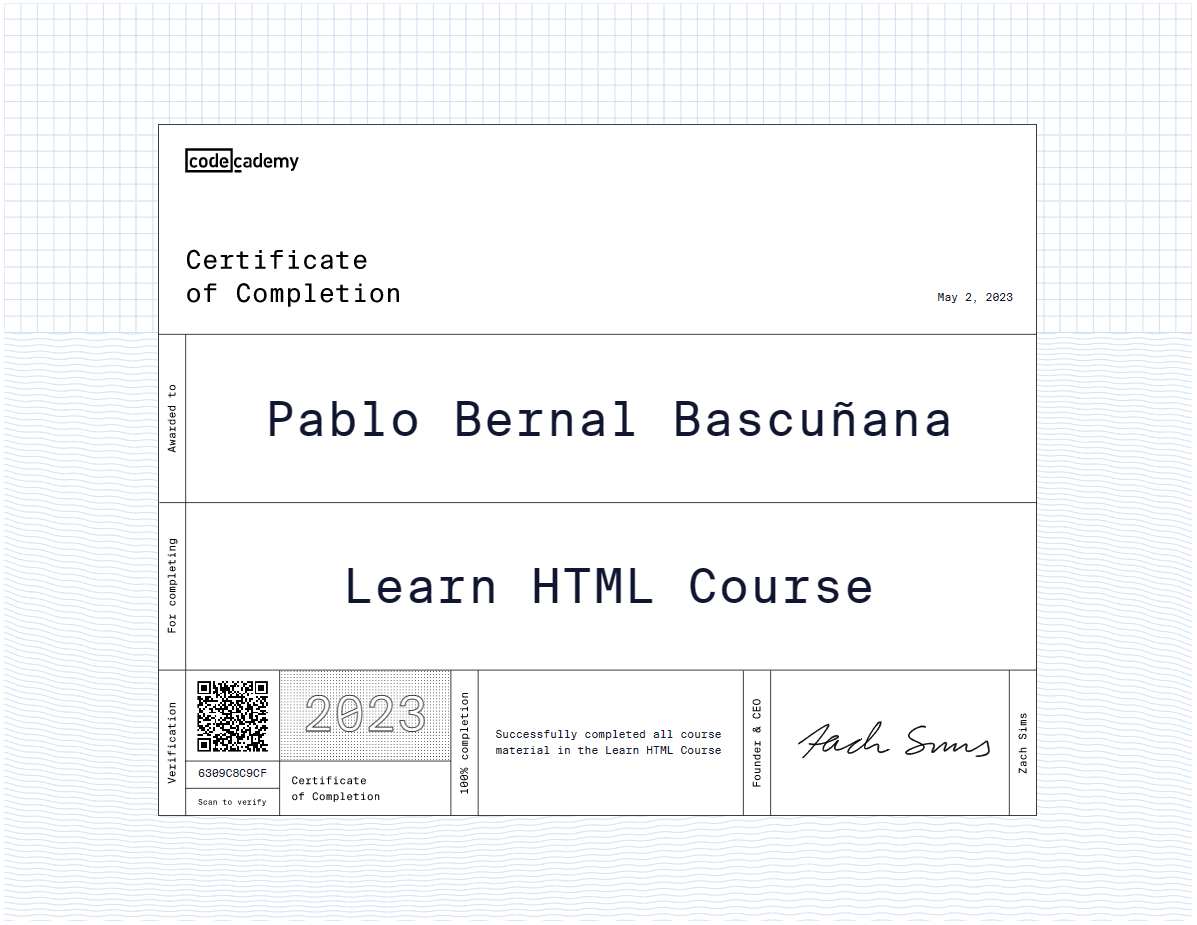 codecademy
Certificate
of Completion
May 2, 2023
Awarded to
Pablo Bernal Bascuñana
For completing
Learn HTML Course
Verification
6309C8C9CF
Scan to verify
2023
Certificate
of Completion
100% completion
Successfully completed all course
material in the Learn HTML Course
Founder & CEO
Zach Sims
Zach Sims